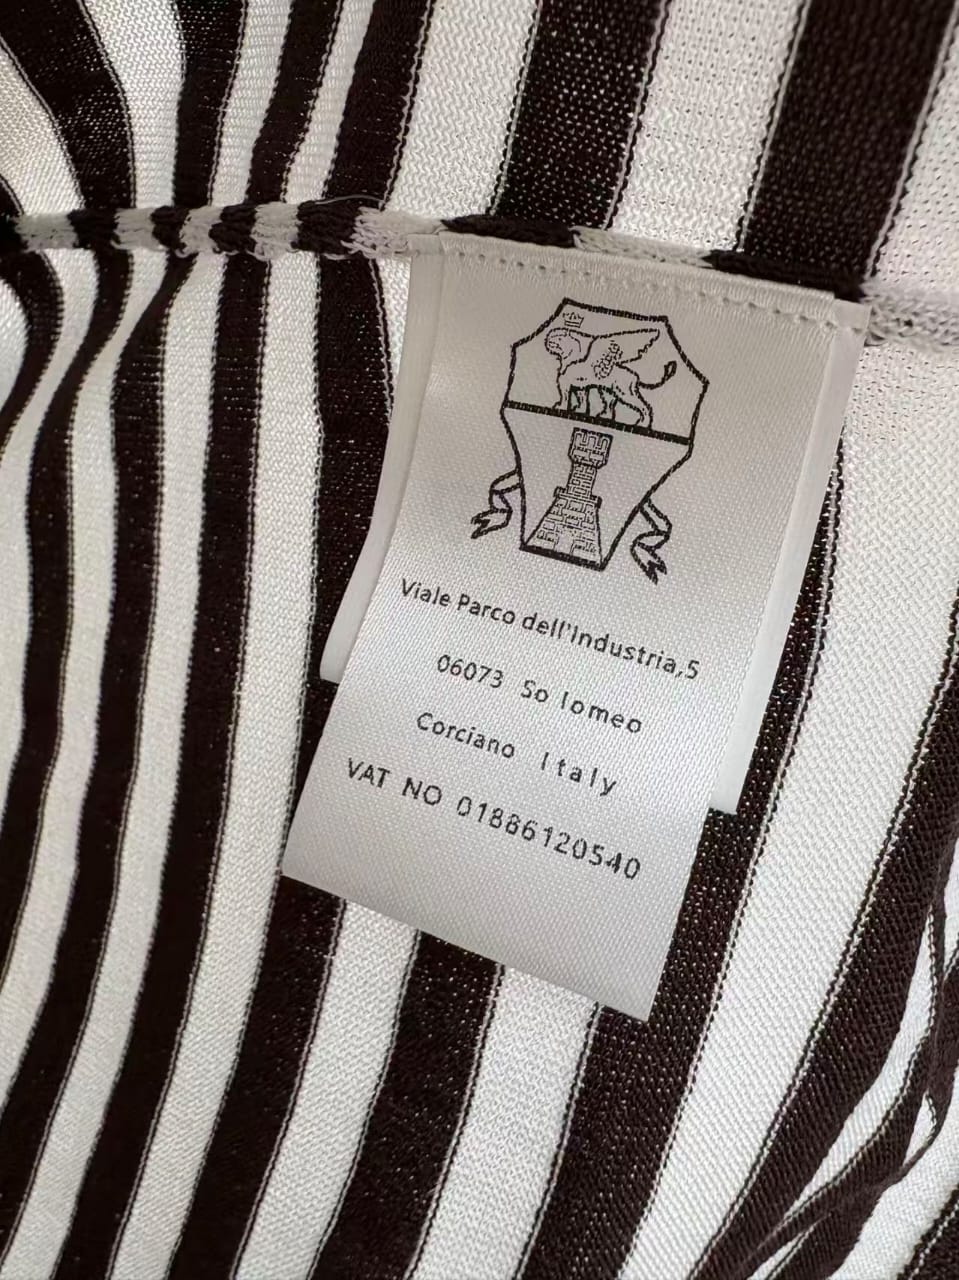 Viale Parco dell'Industria,5
06073 So lomeo
Corciano Italy
VAT NO 01886120540